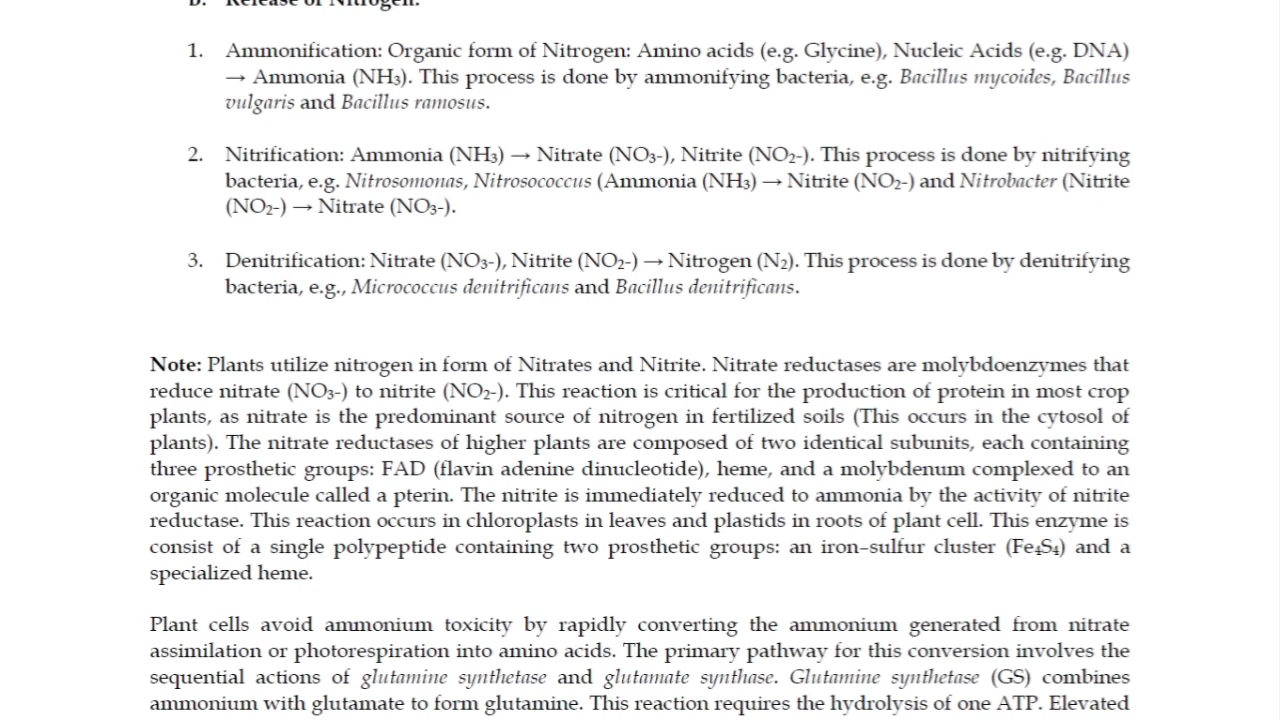 b. Release of Nitrogen:
1. Ammonification: Organic form of Nitrogen: Amino acids (e.g. Glycine), Nucleic Acids (e.g. DNA)
→ Ammonia (NH₃). This process is done by ammonifying bacteria, e.g. Bacillus mycoides, Bacillus
vulgaris and Bacillus ramosus.
2. Nitrification: Ammonia (NH₃) → Nitrate (NO₃-), Nitrite (NO₂-). This process is done by nitrifying
bacteria, e.g. Nitrosomonas, Nitrosococcus (Ammonia (NH₃) → Nitrite (NO₂-) and Nitrobacter (Nitrite
(NO₂-) → Nitrate (NO₃-).
3. Denitrification: Nitrate (NO₃-), Nitrite (NO₂-) → Nitrogen (N₂). This process is done by denitrifying
bacteria, e.g., Micrococcus denitrificans and Bacillus denitrificans.
Note: Plants utilize nitrogen in form of Nitrates and Nitrite. Nitrate reductases are molybdoenzymes that
reduce nitrate (NO₃-) to nitrite (NO₂-). This reaction is critical for the production of protein in most crop
plants, as nitrate is the predominant source of nitrogen in fertilized soils (This occurs in the cytosol of
plants). The nitrate reductases of higher plants are composed of two identical subunits, each containing
three prosthetic groups: FAD (flavin adenine dinucleotide), heme, and a molybdenum complexed to an
organic molecule called a pterin. The nitrite is immediately reduced to ammonia by the activity of nitrite
reductase. This reaction occurs in chloroplasts in leaves and plastids in roots of plant cell. This enzyme is
consist of a single polypeptide containing two prosthetic groups: an iron–sulfur cluster (Fe₄S₄) and a
specialized heme.
Plant cells avoid ammonium toxicity by rapidly converting the ammonium generated from nitrate
assimilation or photorespiration into amino acids. The primary pathway for this conversion involves the
sequential actions of glutamine synthetase and glutamate synthase. Glutamine synthetase (GS) combines
ammonium with glutamate to form glutamine. This reaction requires the hydrolysis of one ATP. Elevated